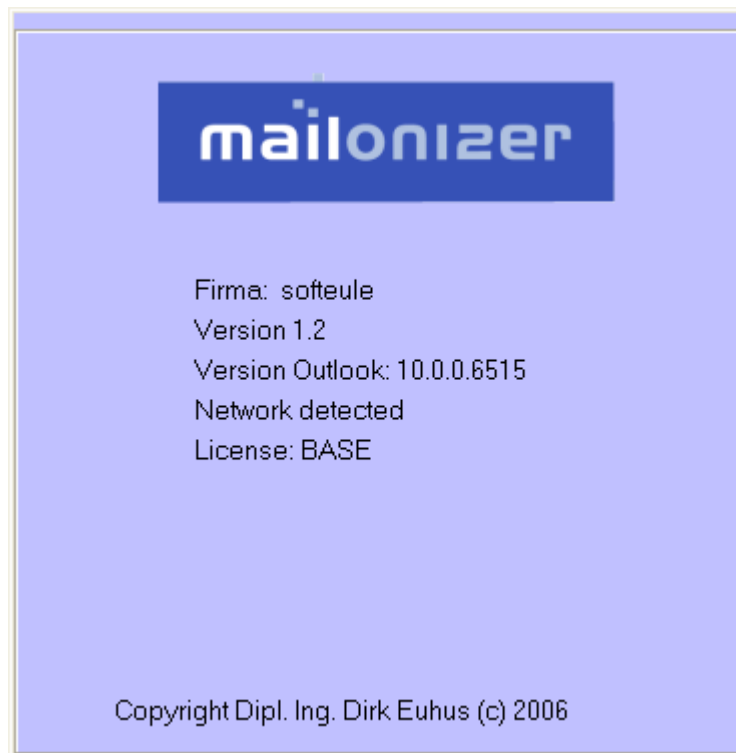 mailonizer
Firma: softeule
Version 1.2
Version Outlook: 10.0.0.6515
Network detected
License: BASE
Copyright Dipl. Ing. Dirk Euhus (c) 2006